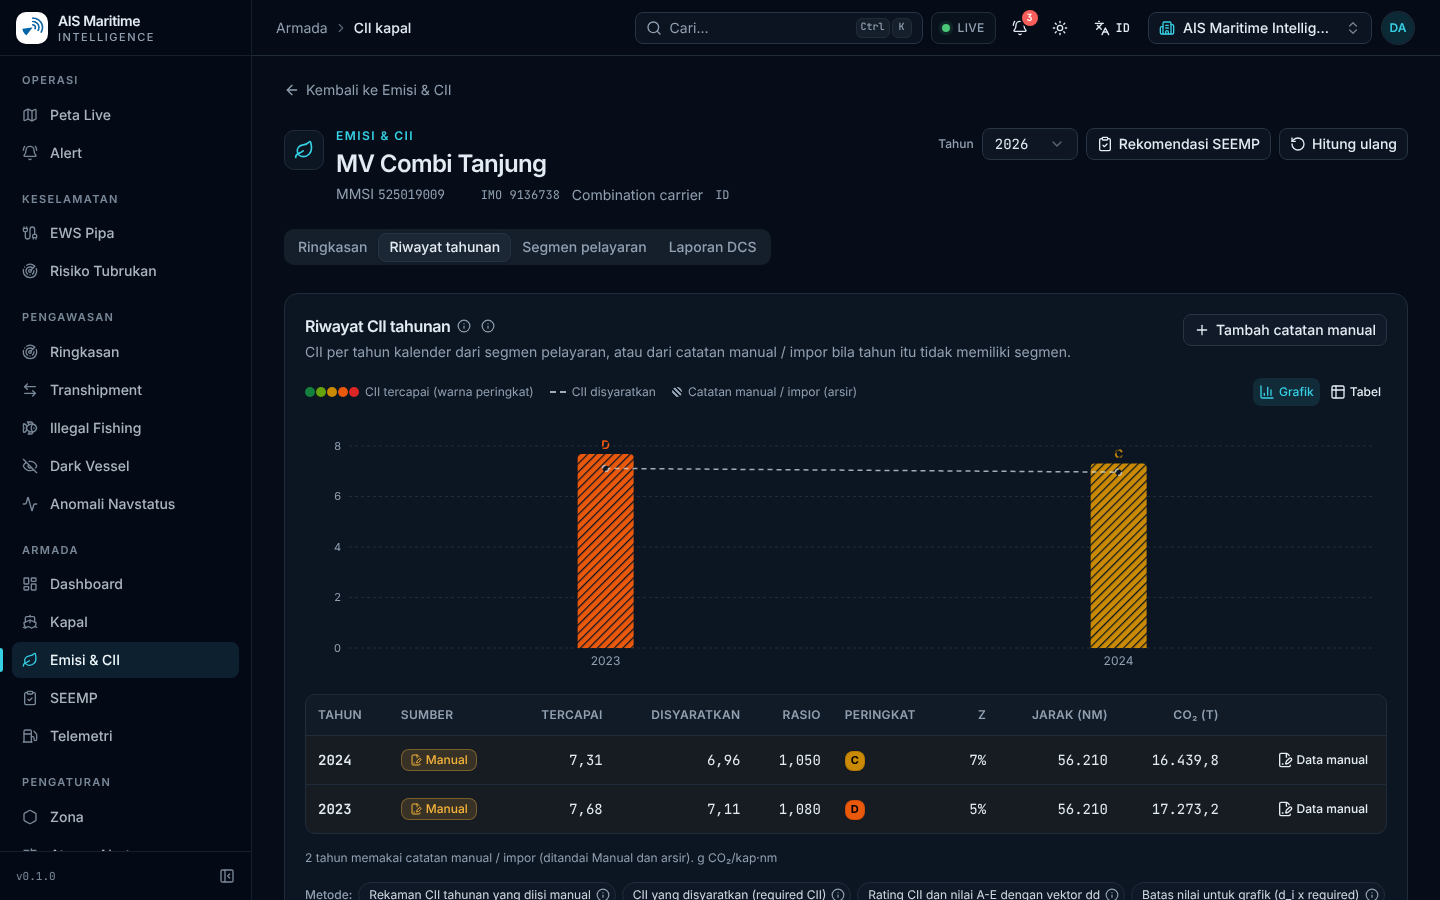 AIS Maritime
INTELLIGENCE
Armada > CII kapal
Cari...
Ctrl K
LIVE
3
ID
AIS Maritime Intellig...
DA
OPERASI
Peta Live
Alert
KESELAMATAN
EWS Pipa
Risiko Tubrukan
PENGAWASAN
Ringkasan
Transhipment
Illegal Fishing
Dark Vessel
Anomali Navstatus
ARMADA
Dashboard
Kapal
Emisi & CII
SEEMP
Telemetri
PENGATURAN
Zona
v0.1.0
Kembali ke Emisi & CII
EMISI & CII
MV Combi Tanjung
MMSI 525019009 IMO 9136738 Combination carrier ID
Tahun 2026 Rekomendasi SEEMP Hitung ulang
Ringkasan Riwayat tahunan Segmen pelayaran Laporan DCS
Riwayat CII tahunan
CII per tahun kalender dari segmen pelayaran, atau dari catatan manual / impor bila tahun itu tidak memiliki segmen.
Tambah catatan manual
CII tercapai (warna peringkat) CII disyaratkan Catatan manual / impor (arsir)
Grafik Tabel
8
6
4
2
0
D
C
2023 2024
TAHUN SUMBER TERCAPAI DISYARATKAN RASIO PERINGKAT Z JARAK (NM) CO₂ (T)
2024 Manual 7,31 6,96 1,050 C 7% 56.210 16.439,8 Data manual
2023 Manual 7,68 7,11 1,080 D 5% 56.210 17.273,2 Data manual
2 tahun memakai catatan manual / impor (ditandai Manual dan arsir). g CO₂/kap·nm
Metode: Rekaman CII tahunan yang diisi manual CII yang disyaratkan (required CII) Rating CII dan nilai A-E dengan vektor dd Batas nilai untuk grafik (d_i x required)